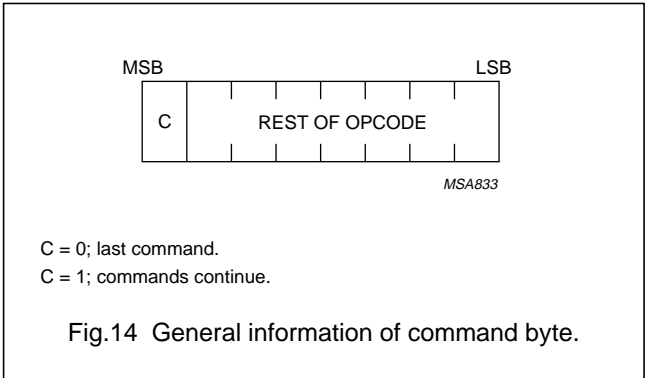 MSB LSB
C REST OF OPCODE
MSA833
C = 0; last command.
C = 1; commands continue.
Fig.14 General information of command byte.